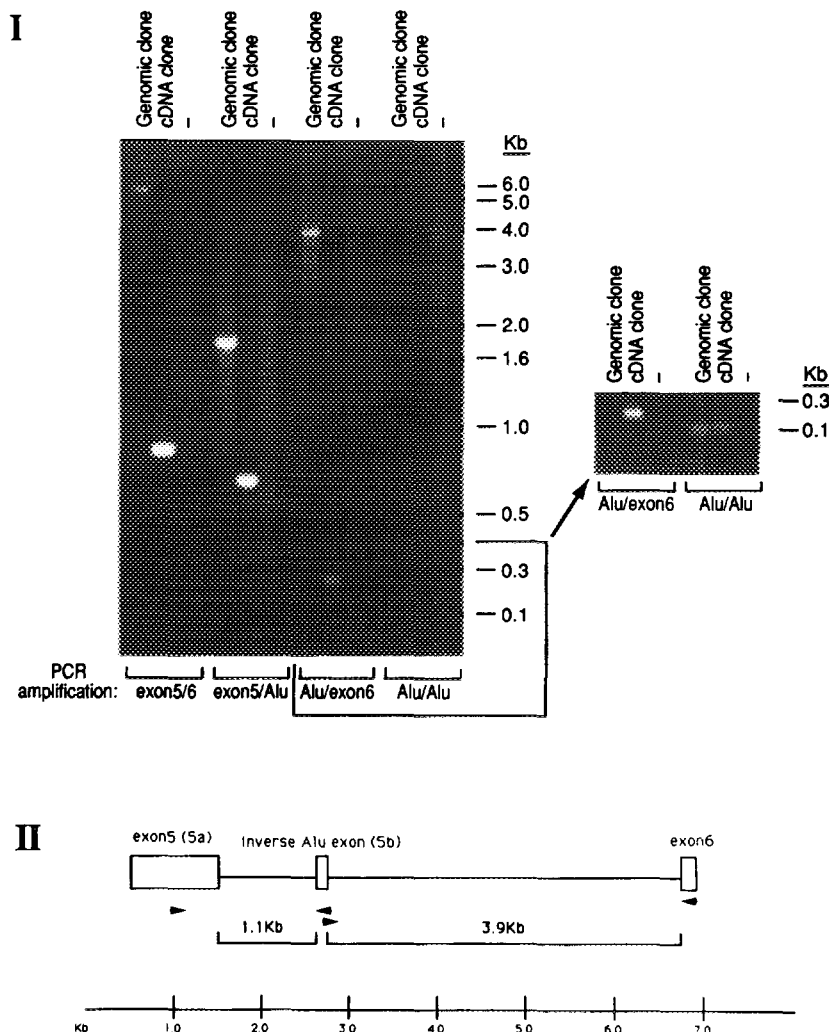 I
Genomic clone
cDNA clone
–
Genomic clone
cDNA clone
–
Genomic clone
cDNA clone
–
Genomic clone
cDNA clone
–
Kb
6.0
5.0
4.0
3.0
2.0
1.6
1.0
0.5
0.3
0.1
Genomic clone
cDNA clone
–
Genomic clone
cDNA clone
–
Kb
0.3
0.1
Alu/exon6
Alu/Alu
PCR
amplification:
exon5/6
exon5/Alu
Alu/exon6
Alu/Alu
II
exon5 (5a)
Inverse Alu exon (5b)
exon6
1.1Kb
3.9Kb
Kb
1.0
2.0
3.0
4.0
5.0
6.0
7.0